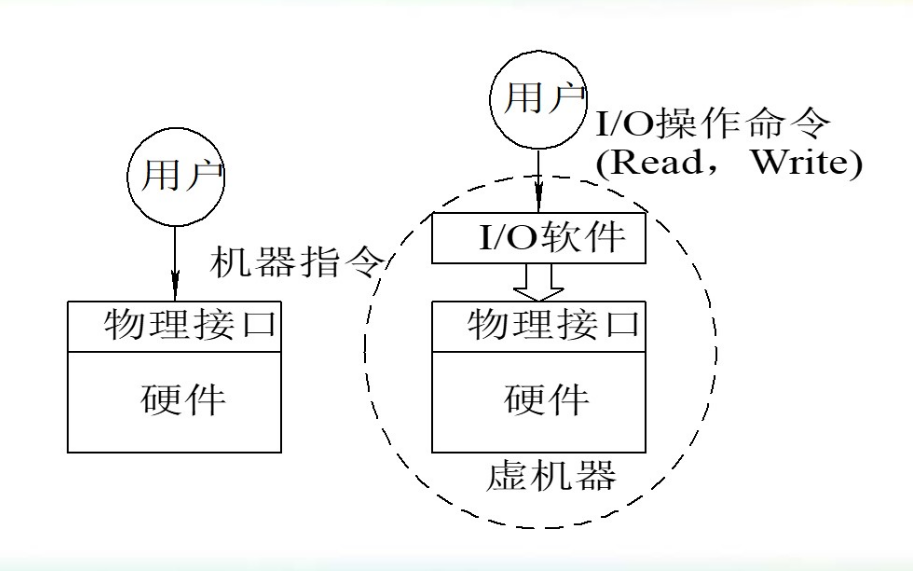 用户
机器指令
物理接口
硬件
用户
I/O操作命令
(Read，Write)
I/O软件
物理接口
硬件
虚机器